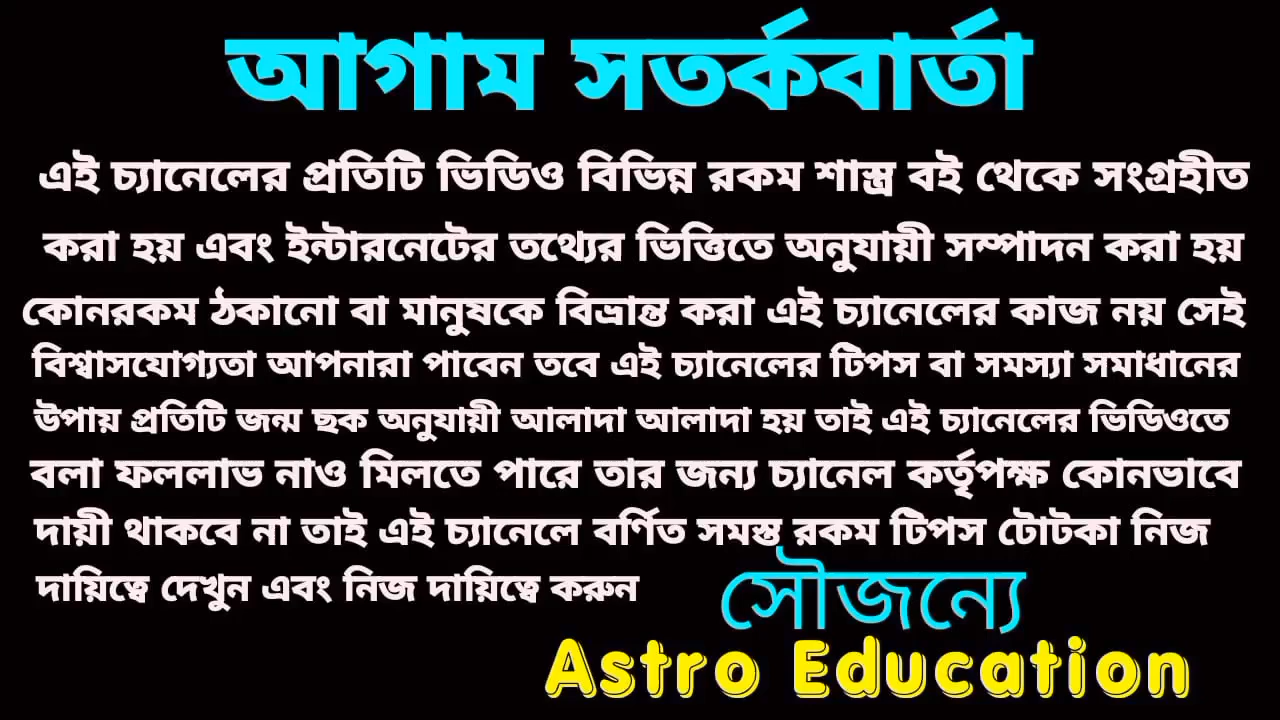 আগাম সতর্কবার্তা
এই চ্যানেলের প্রতিটি ভিডিও বিভিন্ন রকম শাস্ত্র বই থেকে সংগ্রহীত
করা হয় এবং ইন্টারনেটের তথ্যের ভিত্তিতে অনুযায়ী সম্পাদন করা হয়
কোনরকম ঠকানো বা মানুষকে বিভ্রান্ত করা এই চ্যানেলের কাজ নয় সেই
বিশ্বাসযোগ্যতা আপনারা পাবেন তবে এই চ্যানেলের টিপস বা সমস্যা সমাধানের
উপায় প্রতিটি জন্ম ছক অনুযায়ী আলাদা আলাদা হয় তাই এই চ্যানেলের ভিডিওতে
বলা ফললাভ নাও মিলতে পারে তার জন্য চ্যানেল কর্তৃপক্ষ কোনভাবে
দায়ী থাকবে না তাই এই চ্যানেলে বর্ণিত সমস্ত রকম টিপস টোটকা নিজ
দায়িত্বে দেখুন এবং নিজ দায়িত্বে করুন
সৌজন্যে
Astro Education